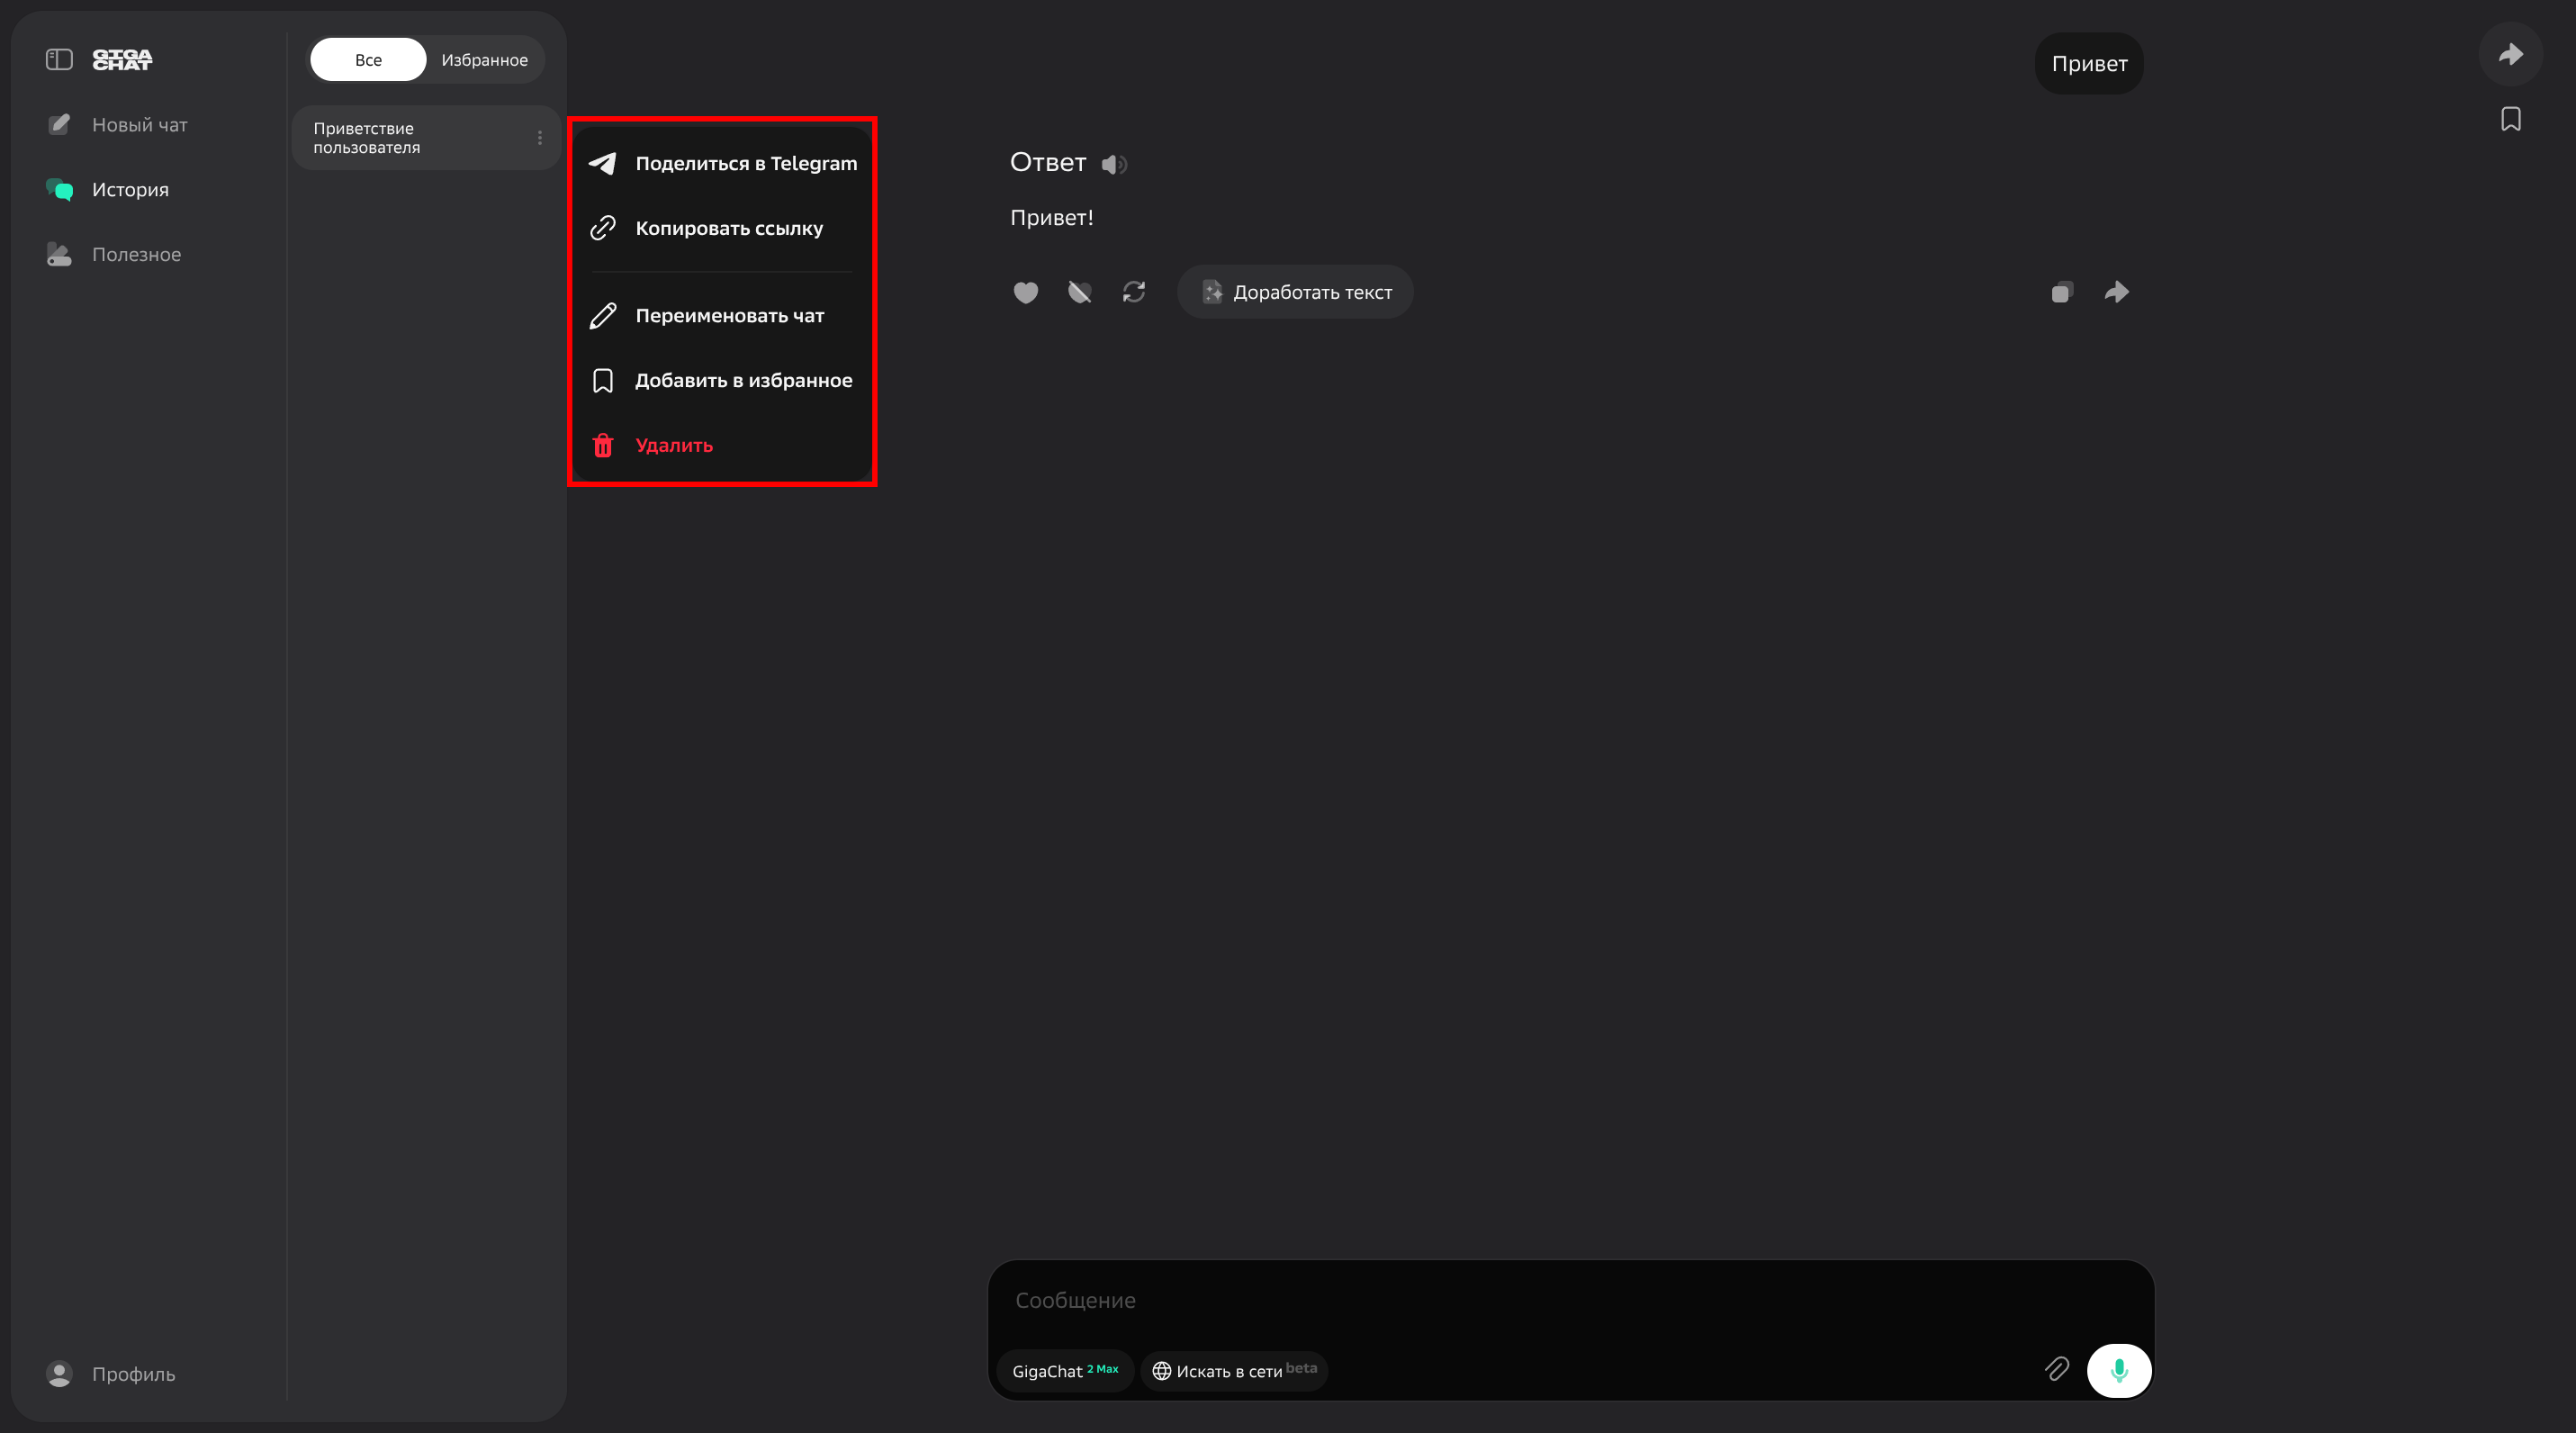 GIGA
CHAT
Новый чат
История
Полезное
Профиль
Все
Избранное
Приветствие
пользователя
Поделиться в Telegram
Копировать ссылку
Переименовать чат
Добавить в избранное
Удалить
Привет
Ответ
Привет!
Доработать текст
Сообщение
GigaChat 2 Max
Искать в сети beta